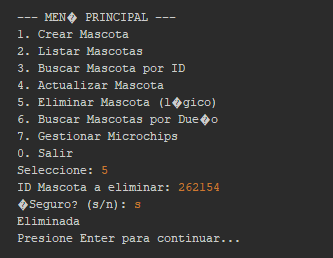 --- MEN� PRINCIPAL ---
1. Crear Mascota
2. Listar Mascotas
3. Buscar Mascota por ID
4. Actualizar Mascota
5. Eliminar Mascota (l�gico)
6. Buscar Mascotas por Due�o
7. Gestionar Microchips
0. Salir
Seleccione: 5
ID Mascota a eliminar: 262154
�Seguro? (s/n): s
Eliminada
Presione Enter para continuar...